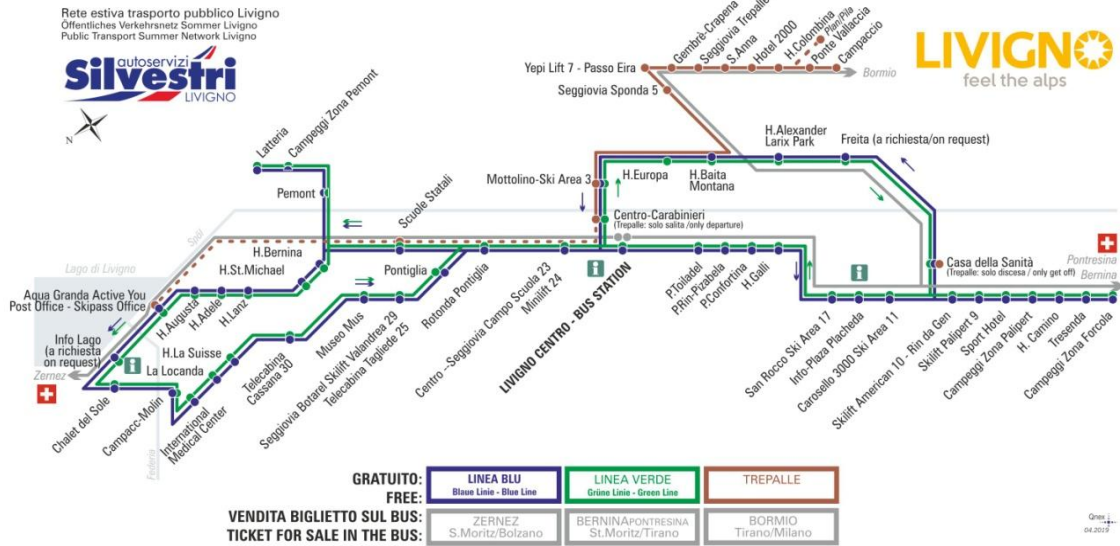 Rete estiva trasporto pubblico Livigno
Öffentliches Verkehrsnetz Sommer Livigno
Public Transport Summer Network Livigno
autoservizi
Silvestri
LIVIGNO
N
LIVIGNO
feel the alps
Yepi Lift 7 - Passo Eira
Seggiovia Sponda 5
Gembrè-Crapena
Seggiovia Trepalle
S.Anna
Hotel 2000
H.Colombina
Plan/Pila
Ponte Vallaccia
Campaccio
Bormio
Latteria
Campeggi Zona Pemont
Pemont
Scuole Statali
Mottolino-Ski Area 3
H.Europa
H.Baita
Montana
H.Alexander
Larix Park
Freita (a richiesta/on request)
Centro-Carabinieri
(Trepalle: solo salita /only departure)
Casa della Sanità
(Trepalle: solo discesa / only get off)
Pontresina
Bernina
Spöl
Lago di Livigno
Aqua Granda Active You
Post Office - Skipass Office
Info Lago
(a richiesta
on request)
Zernez
H.Bernina
H.St.Michael
H.Augusta
H.Adele
H.Lanz
Pontiglia
H.La Suisse
La Locanda
Chalet del Sole
Campacc-Molin
Federia
International
Medical Center
Telecabina
Cassana 30
Museo Mus
Seggiovia Botarel Skilift Valandrea 29
Telecabina Tagliede 25
Rotonda Pontiglia
Centro --Seggiovia Campo Scuola 23
Minilift 24
LIVIGNO CENTRO - BUS STATION
P.Toiladel
P.Rin-Pizabela
P.Confortina
H.Galli
San Rocco Ski Area 17
Info-Plaza Placheda
Carosello 3000 Ski Area 11
Skilift American 10 - Rin da Gen
Skilift Palipert 9
Sport Hotel
Campeggi Zona Palipert
H. Camino
Tresenda
Campeggi Zona Forcola
GRATUITO:
FREE:
LINEA BLU
Blaue Linie - Blue Line
LINEA VERDE
Grüne Linie - Green Line
TREPALLE
VENDITA BIGLIETTO SUL BUS:
TICKET FOR SALE IN THE BUS:
ZERNEZ
S.Moritz/Bolzano
BERNINA PONTRESINA
St.Moritz/Tirano
BORMIO
Tirano/Milano
Qnex
04.2019